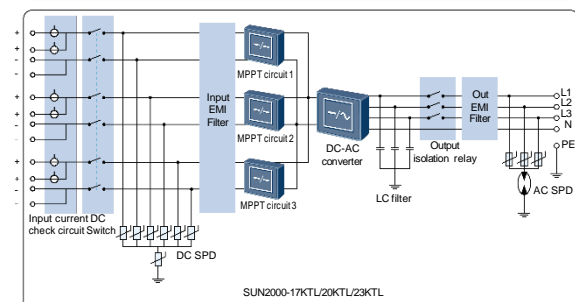 +
+
-
-
+
+
-
-
+
+
-
-
Input current DC
check circuit Switch
DC SPD
Input
EMI
Filter
MPPT circuit 1
MPPT circuit 2
MPPT circuit 3
DC-AC
converter
LC filter
Output
isolation relay
Out
EMI
Filter
L1
L2
L3
N
PE
AC SPD
SUN2000-17KTL/20KTL/23KTL